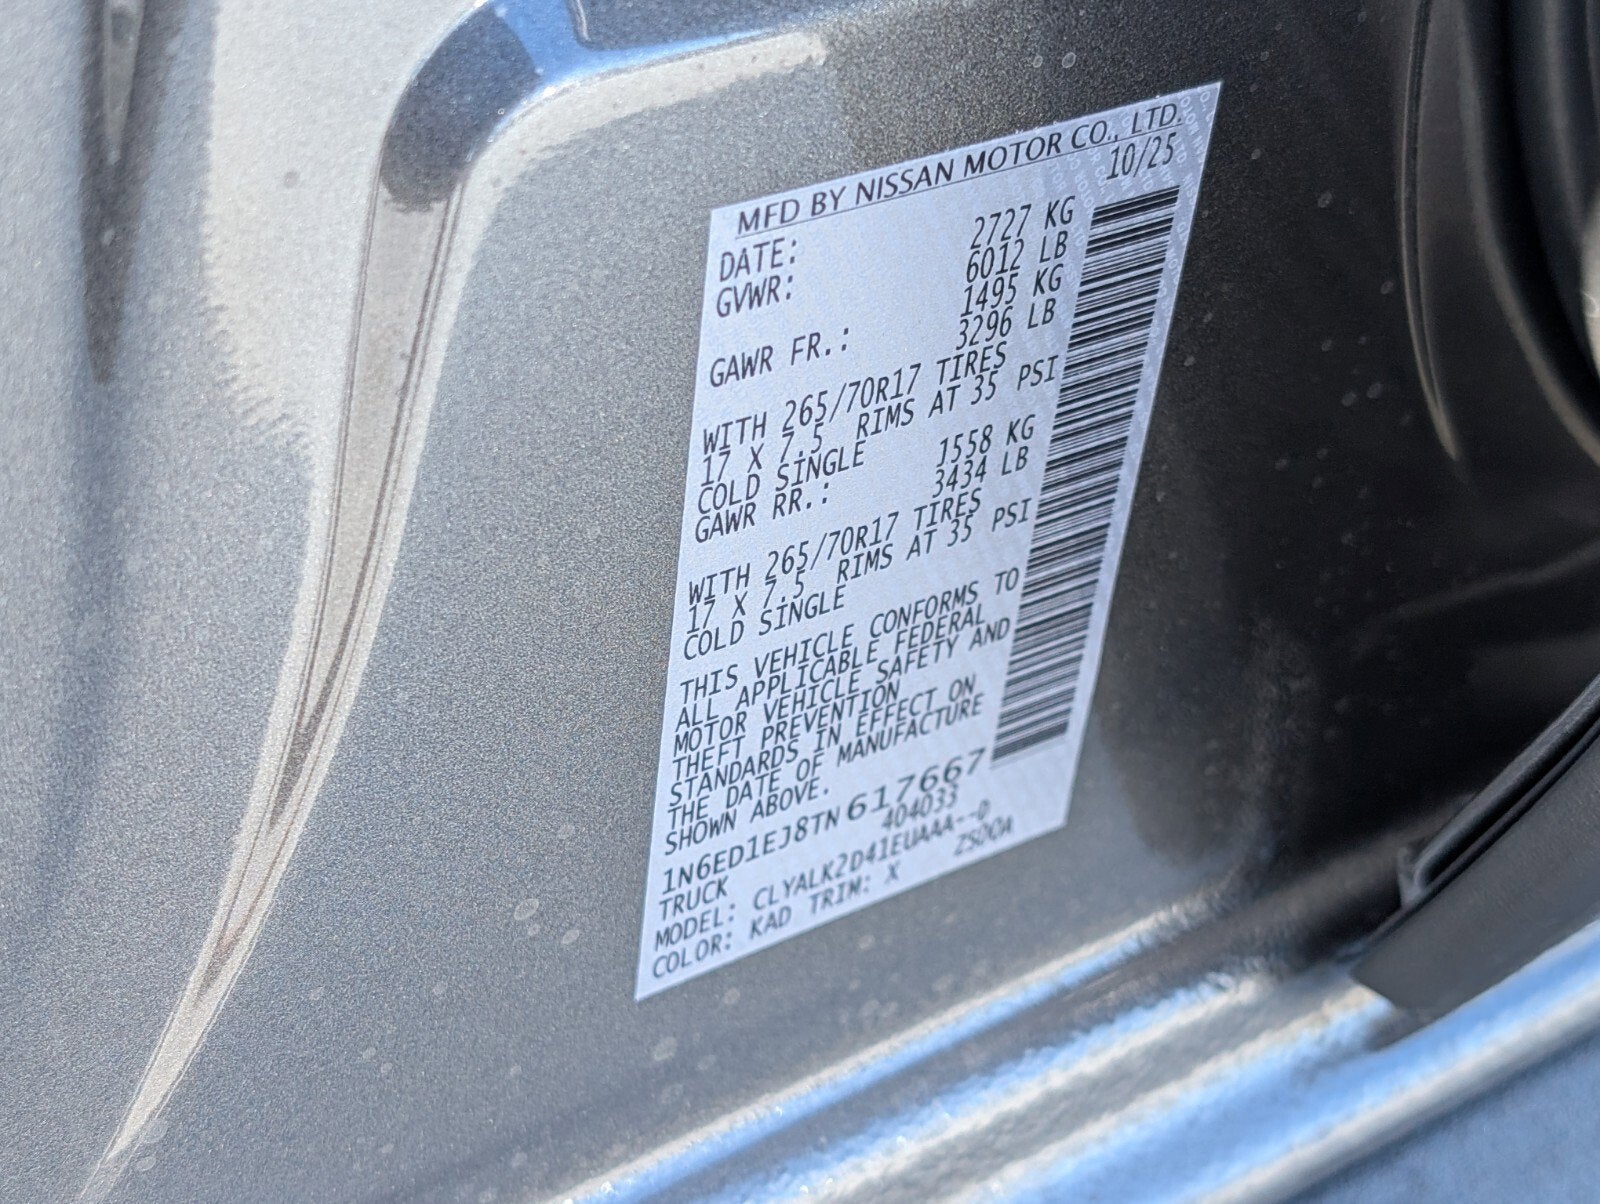 MFD BY NISSAN MOTOR CO., LTD.
DATE: 10/25
GVWR: 2727 KG
6012 LB
GAWR FR.: 1495 KG
3296 LB
WITH 265/70R17 TIRES
17 X 7.5 RIMS AT 35 PSI
COLD SINGLE
GAWR RR.: 1558 KG
3434 LB
WITH 265/70R17 TIRES
17 X 7.5 RIMS AT 35 PSI
COLD SINGLE
THIS VEHICLE CONFORMS TO
ALL APPLICABLE FEDERAL
MOTOR VEHICLE SAFETY AND
THEFT PREVENTION
STANDARDS IN EFFECT ON
THE DATE OF MANUFACTURE
SHOWN ABOVE.
1N6ED1EJ8TN617667
TRUCK 404033
MODEL: CLYALK2D41EUAAA--D
COLOR: KAD TRIM: X